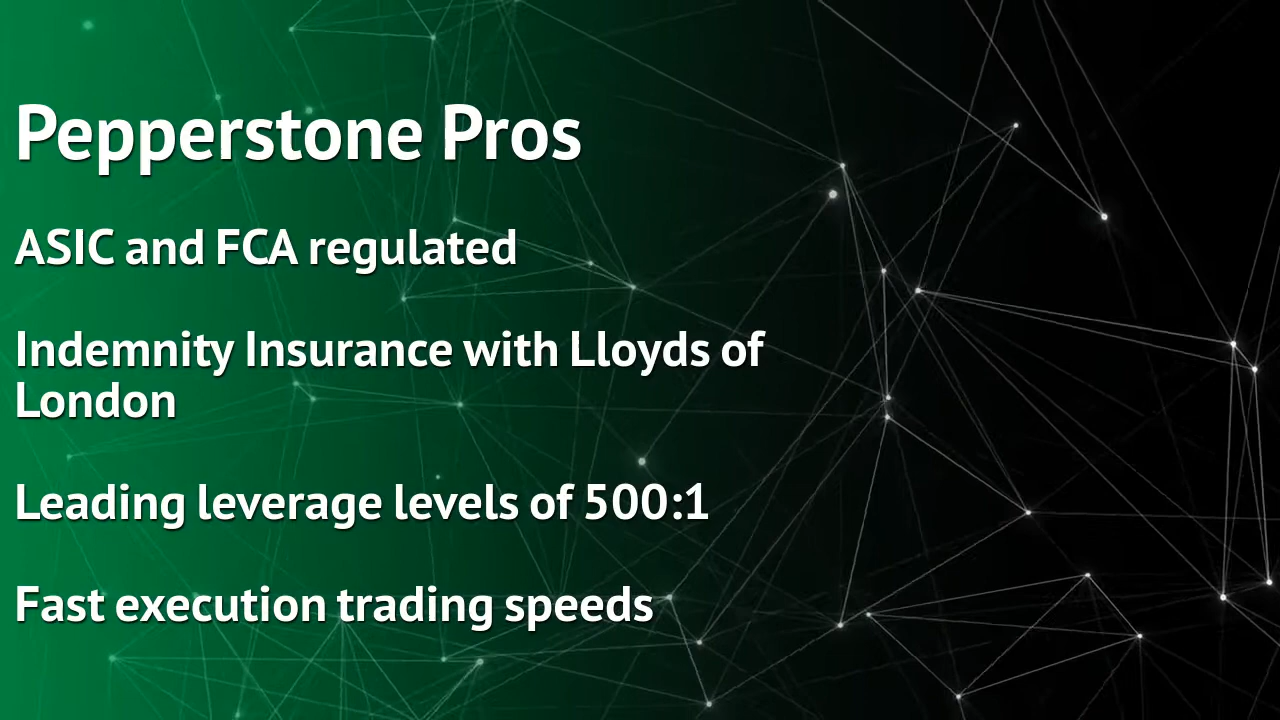 Pepperstone Pros
ASIC and FCA regulated
Indemnity Insurance with Lloyds of
London
Leading leverage levels of 500:1
Fast execution trading speeds